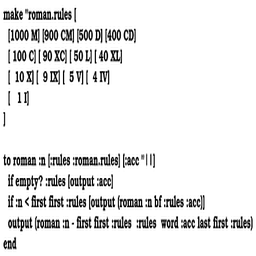 make "roman.rules [
[1000 M] [900 CM] [500 D] [400 CD]
[ 100 C] [ 90 XC] [ 50 L] [ 40 XL]
[  10 X] [  9 IX] [  5 V] [  4 IV]
[   1 I]
]
to roman :n [:rules :roman.rules] [:acc "||]
if empty? :rules [output :acc]
if :n < first first :rules [output (roman :n bf :rules :acc)]
output (roman :n - first first :rules  :rules  word :acc last first :rules)
end